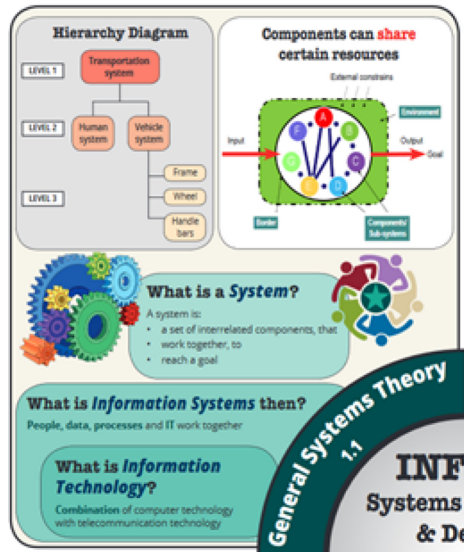 Hierarchy Diagram
LEVEL 1
Transportation
system
LEVEL 2
Human
system
Vehicle
system
LEVEL 3
Frame
Wheel
Handle
bars
Components can share
certain resources
External constrains
Environment
Input
Output
Goal
A
B
C
D
E
F
G
Border
Components/
Sub-systems
What is a System?
A system is:
• a set of interrelated components, that
• work together, to
• reach a goal
What is Information Systems then?
People, data, processes and IT work together
What is Information
Technology?
Combination of computer technology
with telecommunication technology
General Systems Theory
1.1
INF
Systems
& De